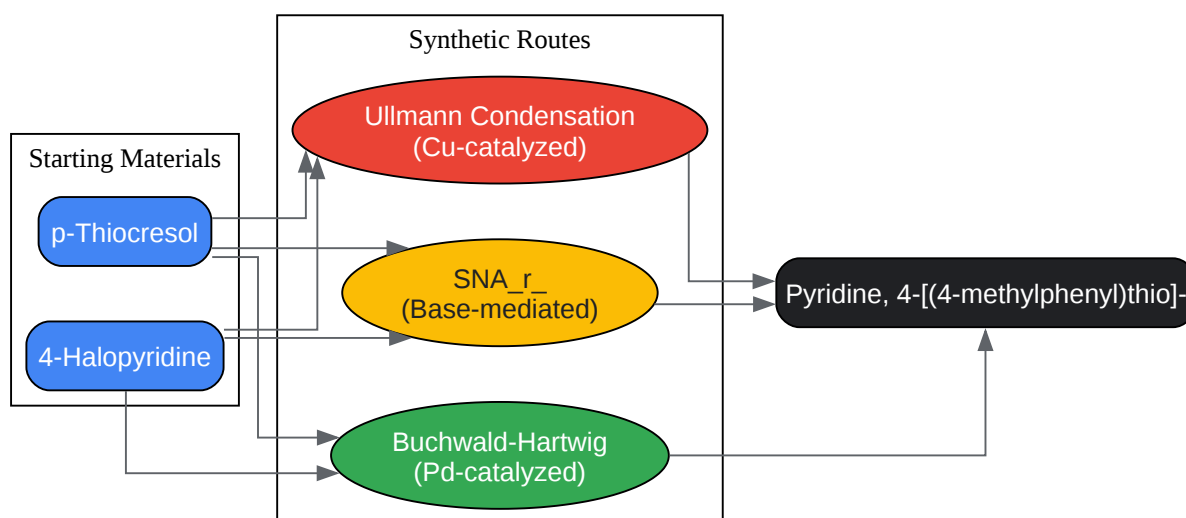 Synthetic Routes
Ullmann Condensation
(Cu-catalyzed)
Starting Materials
p-Thiocresol
SNA_r_
(Base-mediated)
Pyridine, 4-[(4-methylphenyl)thio]-
4-Halopyridine
Buchwald-Hartwig
(Pd-catalyzed)